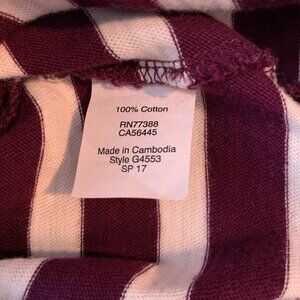 100% Cotton
RN77388
CA56445
Made in Cambodia
Style G4553
SP 17